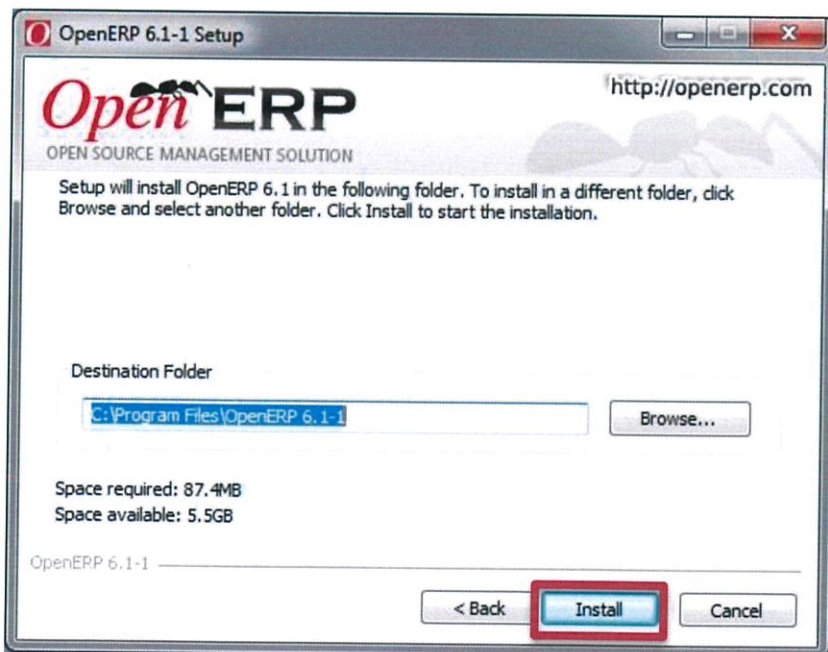 OpenERP 6.1-1 Setup
Open ERP
http://openerp.com
OPEN SOURCE MANAGEMENT SOLUTION
Setup will install OpenERP 6.1 in the following folder. To install in a different folder, click
Browse and select another folder. Click Install to start the installation.
Destination Folder
C:\Program Files\OpenERP 6.1-1
Browse...
Space required: 87.4MB
Space available: 5.5GB
OpenERP 6.1-1
< Back
Install
Cancel